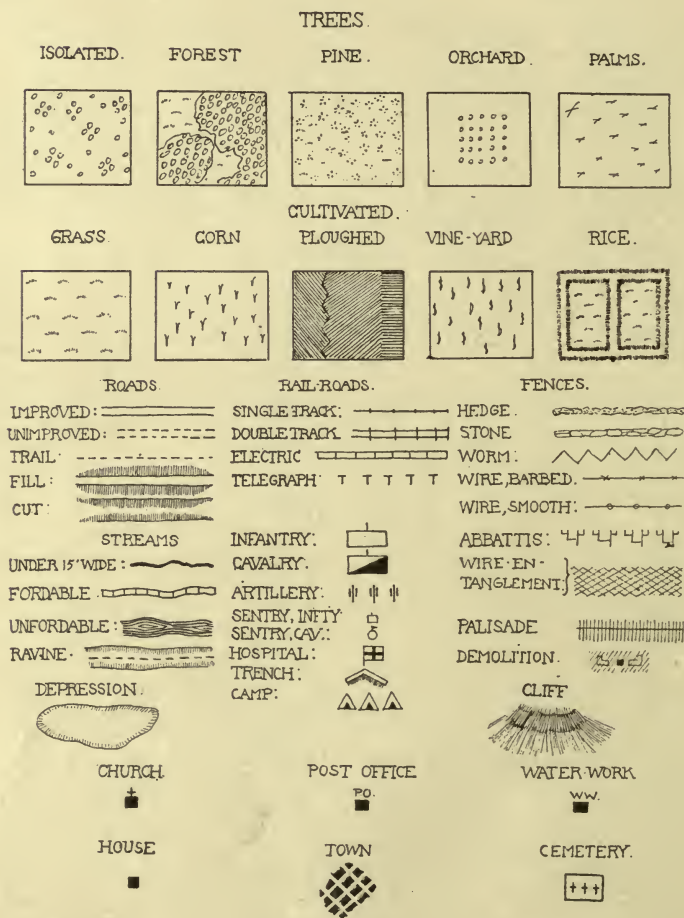 TREES.
ISOLATED. FOREST PINE. ORCHARD. PALMS.
CULTIVATED.
GRASS CORN PLOUGHED VINE-YARD RICE.
ROADS RAIL-ROADS. FENCES.
IMPROVED: SINGLE TRACK: HEDGE.
UNIMPROVED: DOUBLE TRACK STONE
TRAIL ELECTRIC WORM:
FILL: TELEGRAPH T T T T T WIRE, BARBED.
CUT: WIRE, SMOOTH:
STREAMS INFANTRY: ABBATTIS:
UNDER 15' WIDE: CAVALRY: WIRE-EN-
FORDABLE. ARTILLERY: TANGLEMENT:
SENTRY, INFTY
UNFORDABLE: SENTRY, CAV.: PALISADE
RAVINE HOSPITAL: DEMOLITION.
TRENCH:
DEPRESSION. CAMP: CLIFF
CHURCH POST OFFICE WATER-WORK
P.O. W.W.
HOUSE TOWN CEMETERY.